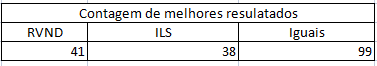 Contagem de melhores resulatados
RVND ILS Iguais
41 38 99